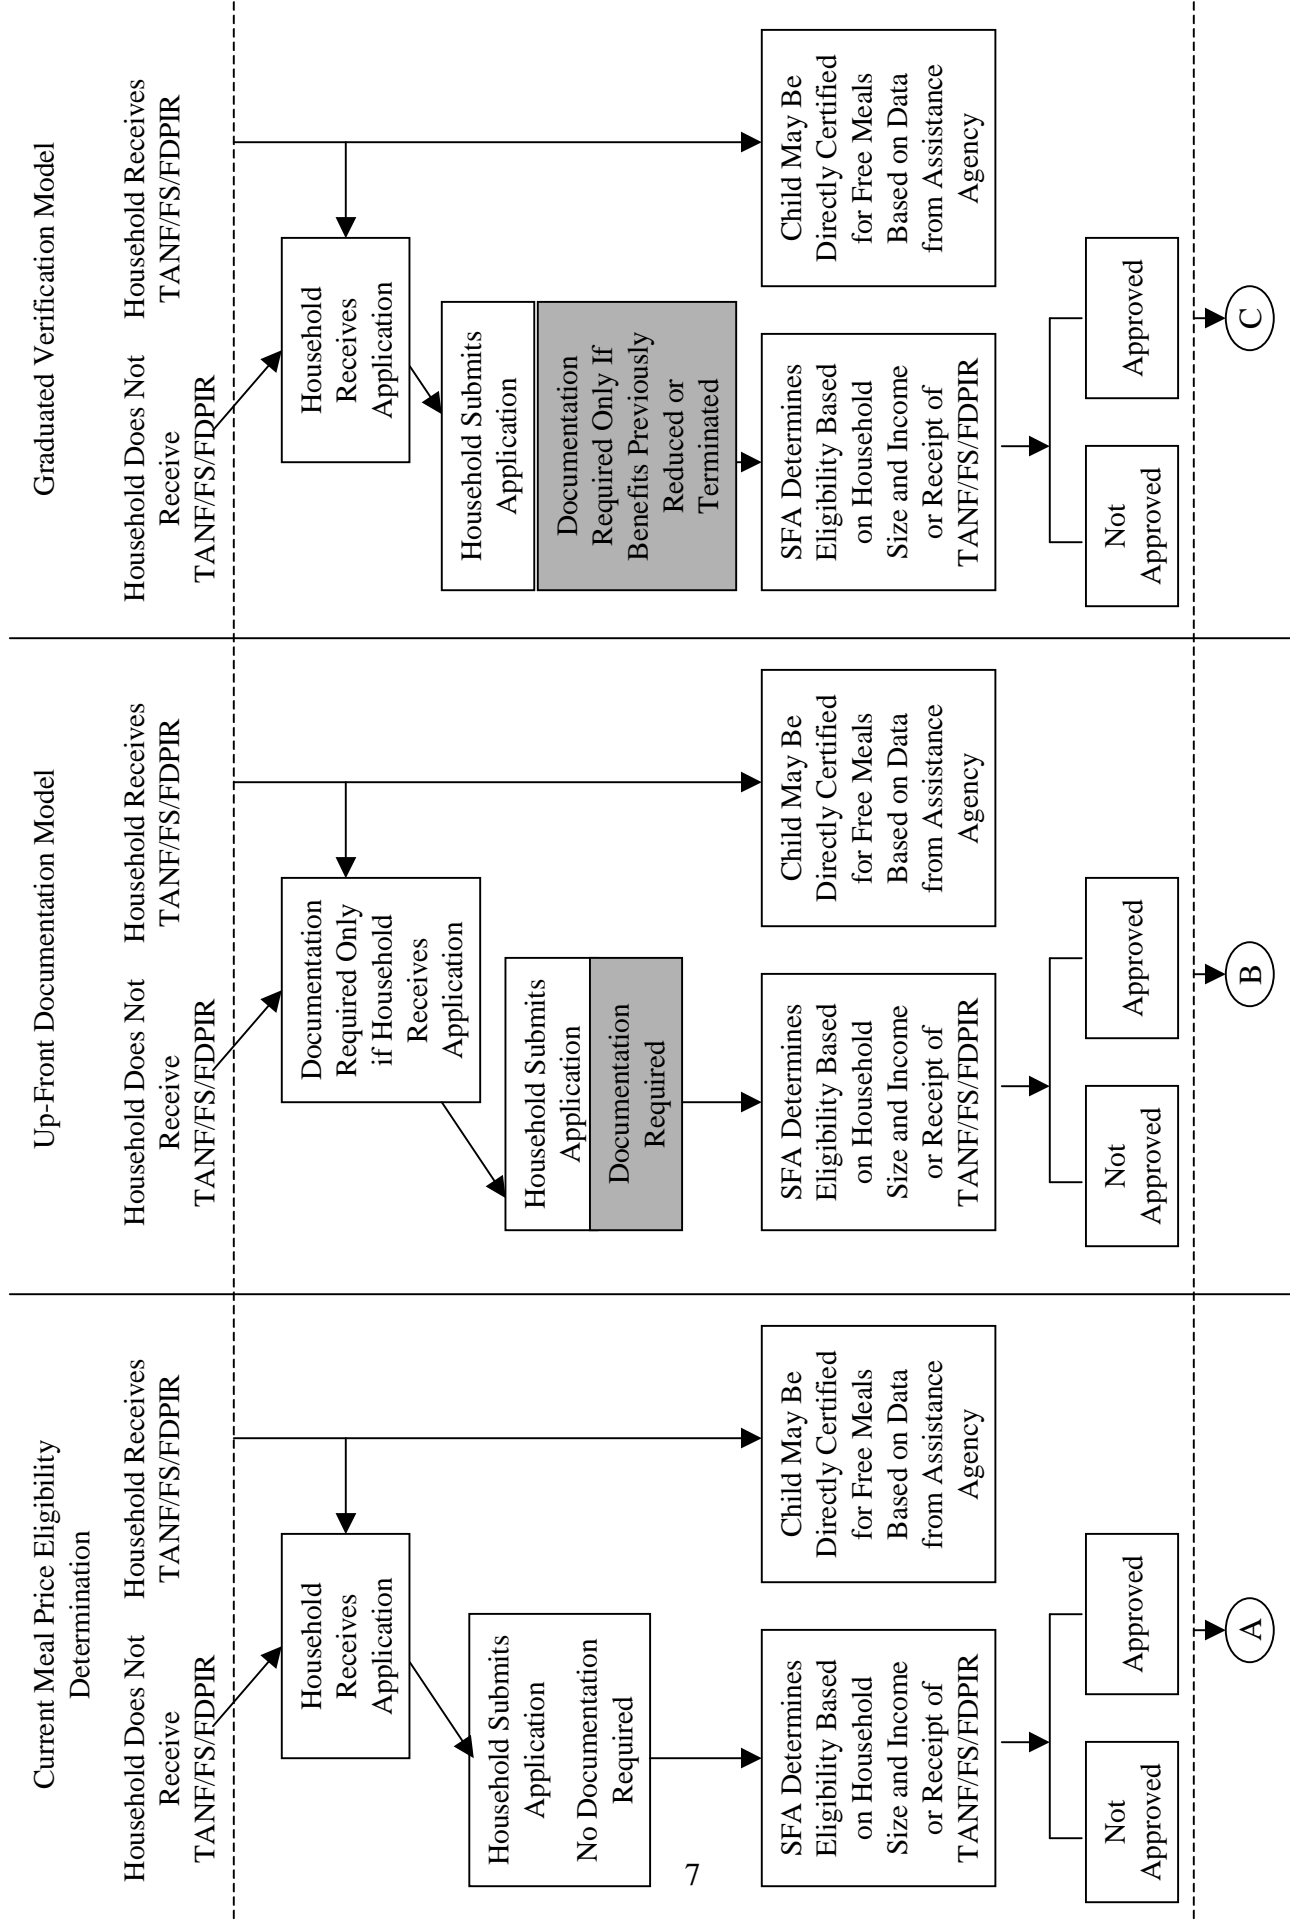 Current Meal Price Eligibility
Determination
Household Does Not
Receive
TANF/FS/FDPIR
Household Receives
TANF/FS/FDPIR
Household
Receives
Application
Household Submits
Application
No Documentation
Required
SFA Determines
Eligibility Based
on Household
Size and Income
or Receipt of
TANF/FS/FDPIR
Child May Be
Directly Certified
for Free Meals
Based on Data
from Assistance
Agency
Not
Approved
Approved
A
Up-Front Documentation Model
Household Does Not
Receive
TANF/FS/FDPIR
Household Receives
TANF/FS/FDPIR
Documentation
Required Only
if Household
Receives
Application
Household Submits
Application
Documentation
Required
SFA Determines
Eligibility Based
on Household
Size and Income
or Receipt of
TANF/FS/FDPIR
Child May Be
Directly Certified
for Free Meals
Based on Data
from Assistance
Agency
Not
Approved
Approved
B
Graduated Verification Model
Household Does Not
Receive
TANF/FS/FDPIR
Household Receives
TANF/FS/FDPIR
Household
Receives
Application
Household Submits
Application
Documentation
Required Only If
Benefits Previously
Reduced or
Terminated
SFA Determines
Eligibility Based
on Household
Size and Income
or Receipt of
TANF/FS/FDPIR
Child May Be
Directly Certified
for Free Meals
Based on Data
from Assistance
Agency
Not
Approved
Approved
C
7